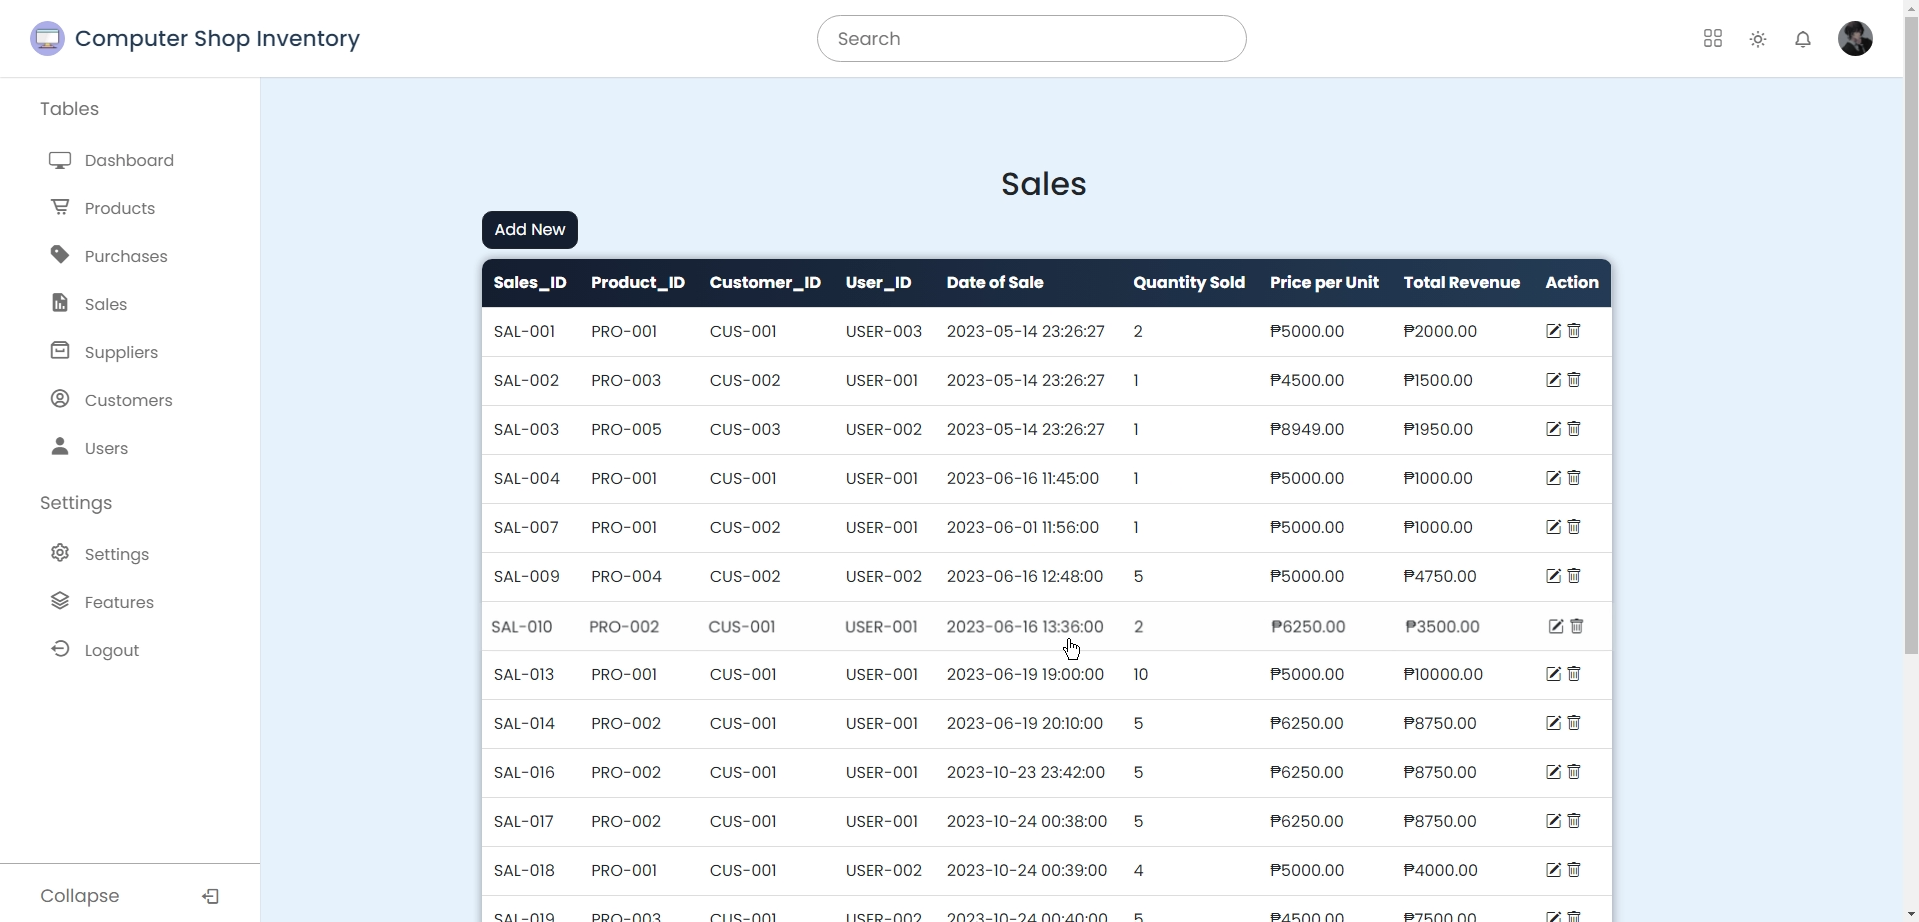 Computer Shop Inventory
Search
Tables
Dashboard
Products
Purchases
Sales
Suppliers
Customers
Users
Settings
Settings
Features
Logout
Collapse
Sales
Add New
Sales_ID Product_ID Customer_ID User_ID Date of Sale Quantity Sold Price per Unit Total Revenue Action
SAL-001 PRO-001 CUS-001 USER-003 2023-05-14 23:26:27 2 ₱5000.00 ₱2000.00
SAL-002 PRO-003 CUS-002 USER-001 2023-05-14 23:26:27 1 ₱4500.00 ₱1500.00
SAL-003 PRO-005 CUS-003 USER-002 2023-05-14 23:26:27 1 ₱8949.00 ₱1950.00
SAL-004 PRO-001 CUS-001 USER-001 2023-06-16 11:45:00 1 ₱5000.00 ₱1000.00
SAL-007 PRO-001 CUS-002 USER-001 2023-06-01 11:56:00 1 ₱5000.00 ₱1000.00
SAL-009 PRO-004 CUS-002 USER-002 2023-06-16 12:48:00 5 ₱5000.00 ₱4750.00
SAL-010 PRO-002 CUS-001 USER-001 2023-06-16 13:36:00 2 ₱6250.00 ₱3500.00
SAL-013 PRO-001 CUS-001 USER-001 2023-06-19 19:00:00 10 ₱5000.00 ₱10000.00
SAL-014 PRO-002 CUS-001 USER-001 2023-06-19 20:10:00 5 ₱6250.00 ₱8750.00
SAL-016 PRO-002 CUS-001 USER-001 2023-10-23 23:42:00 5 ₱6250.00 ₱8750.00
SAL-017 PRO-002 CUS-001 USER-001 2023-10-24 00:38:00 5 ₱6250.00 ₱8750.00
SAL-018 PRO-001 CUS-001 USER-002 2023-10-24 00:39:00 4 ₱5000.00 ₱4000.00
SAL-019 PRO-003 CUS-001 USER-002 2023-10-24 00:40:00 5 ₱4500.00 ₱7500.00